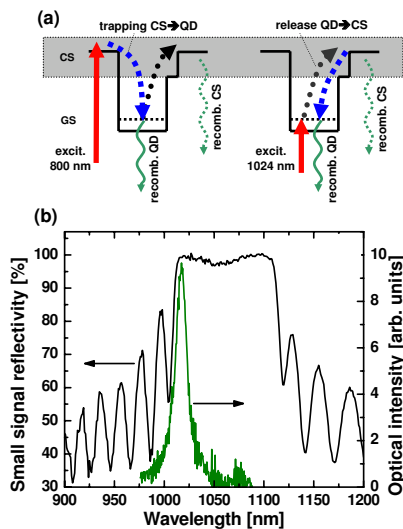 (a)
trapping CS➔QD
release QD➔CS
CS
GS
excit.
800 nm
recomb. QD
recomb. CS
excit.
1024 nm
recomb. QD
recomb. CS
(b)
Small signal reflectivity [%]
100
90
80
70
60
50
40
30
Optical intensity [arb. units]
10
8
6
4
2
0
900 950 1000 1050 1100 1150 1200
Wavelength [nm]